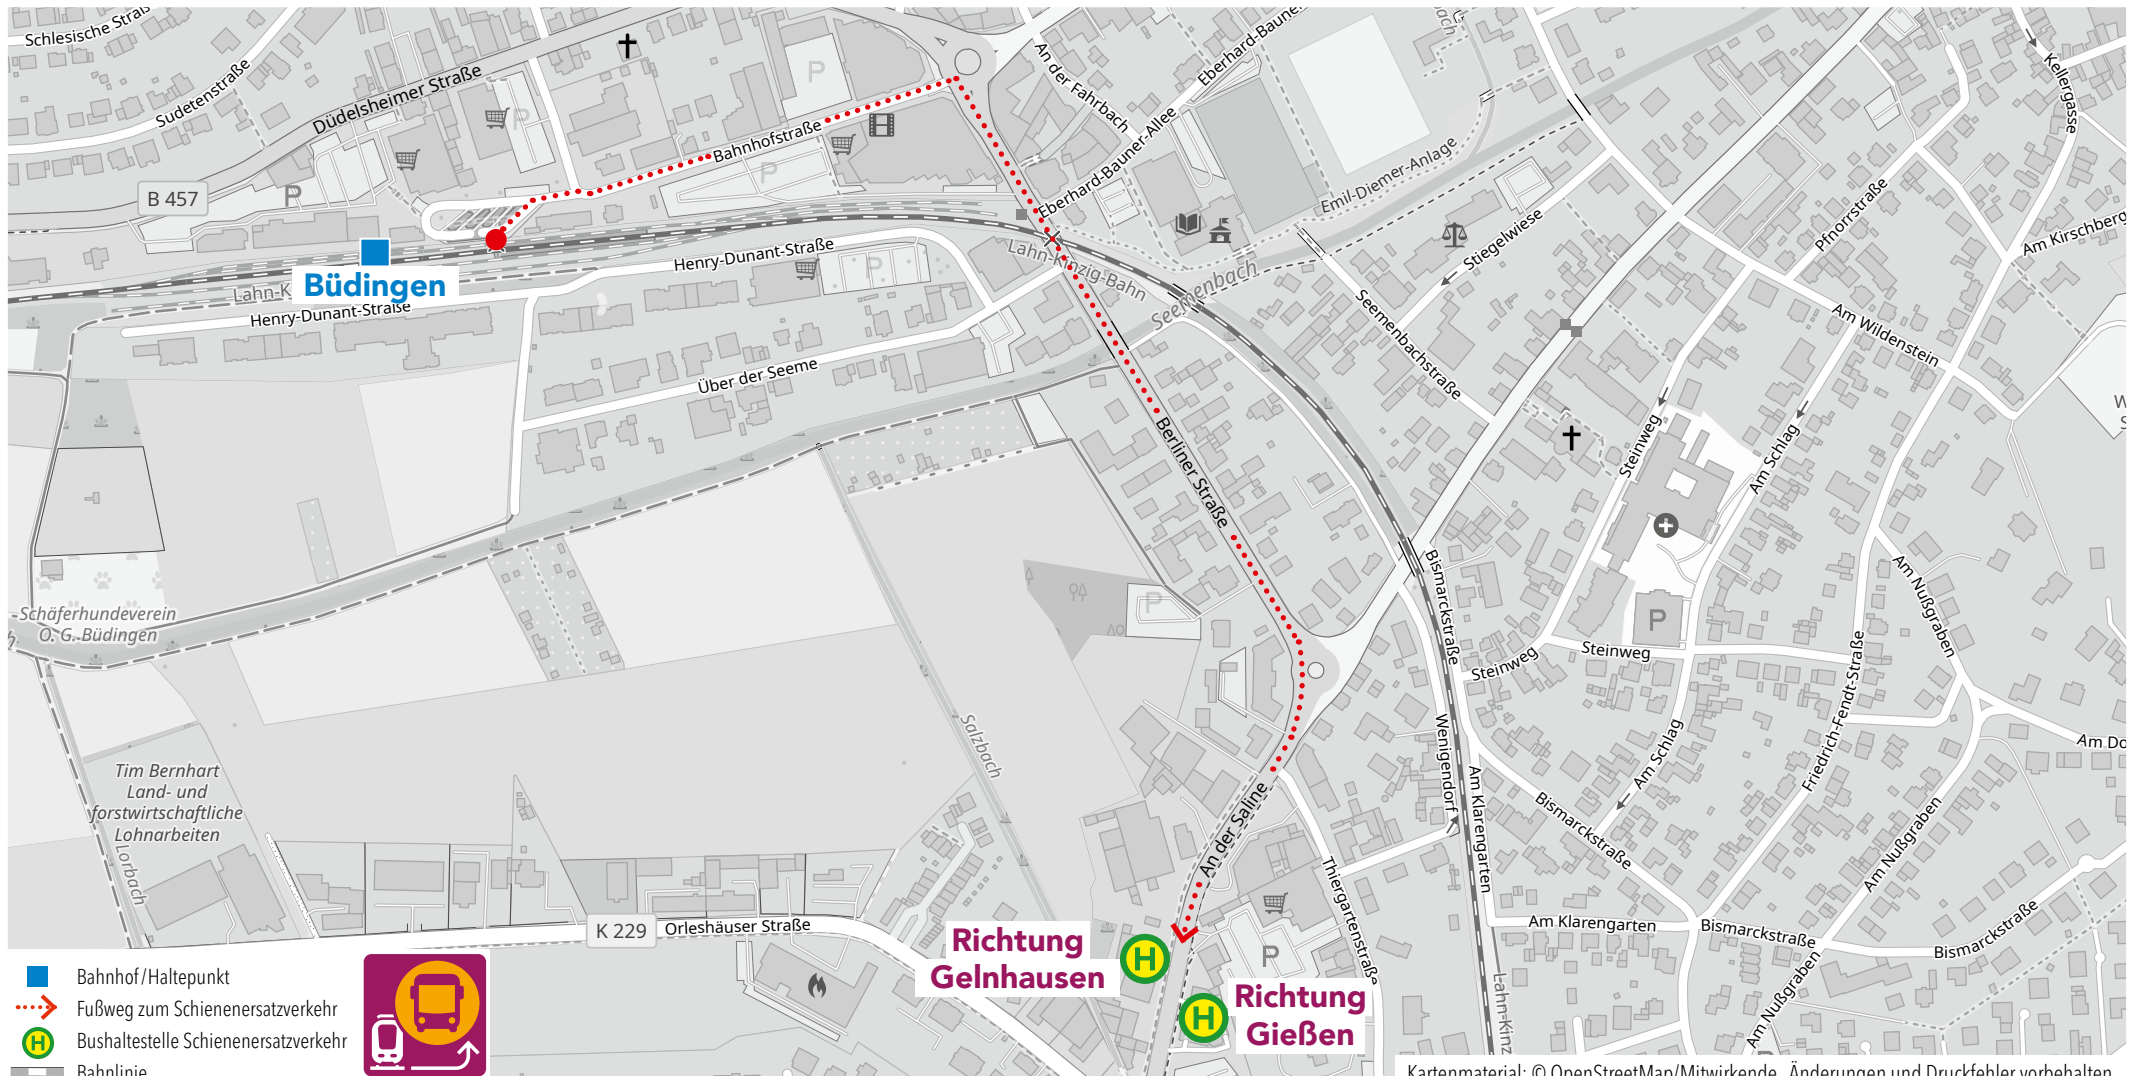 Schlesische Straß
Sudetenstraße
Düdelsheimer Straße
B 457
P
P
P
P
Bahnhofstraße
An der Fahrbach
Eberhard-Bauner-Allee
Eberhard-Bauner
bach
Emil-Diemer-Anlage
Kellergasse
Pfnorrstraße
Am Kirschberg
Stiegelwiese
Büdingen
Lahn-K
Henry-Dunant-Straße
Henry-Dunant-Straße
P
Lahn-Kinzig-Bahn
Seemenbach
Seemenbachstraße
Am Wildenstein
Über der Seeme
Berliner Straße
Steinweg
Am Schlag
W
S
Bismarckstraße
Am Nußgraben
Schäferhundeverein
O. G. Büdingen
h
P
P
Steinweg
Steinweg
Friedrich-Fendt-Straße
Wenigendorf
Am Schlag
Am Do
Salzbach
Tim Bernhart
Land- und
forstwirtschaftliche
Lohnarbeiten
Lorbach
An der Saline
Am Klarengarten
Bismarckstraße
Am Nußgraben
Thiergartenstraße
K 229
Orleshäuser Straße
Am Klarengarten
Bismarckstraße
Bismarckstraße
Am Nußgraben
Richtung
Gelnhausen
H
P
H
Richtung
Gießen
Lahn-Kinz
P
Bahnhof/Haltepunkt
Fußweg zum Schienenersatzverkehr
H
Bushaltestelle Schienenersatzverkehr
Bahnlinie
Kartenmaterial: © OpenStreetMap/Mitwirkende. Änderungen und Druckfehler vorbehalten.